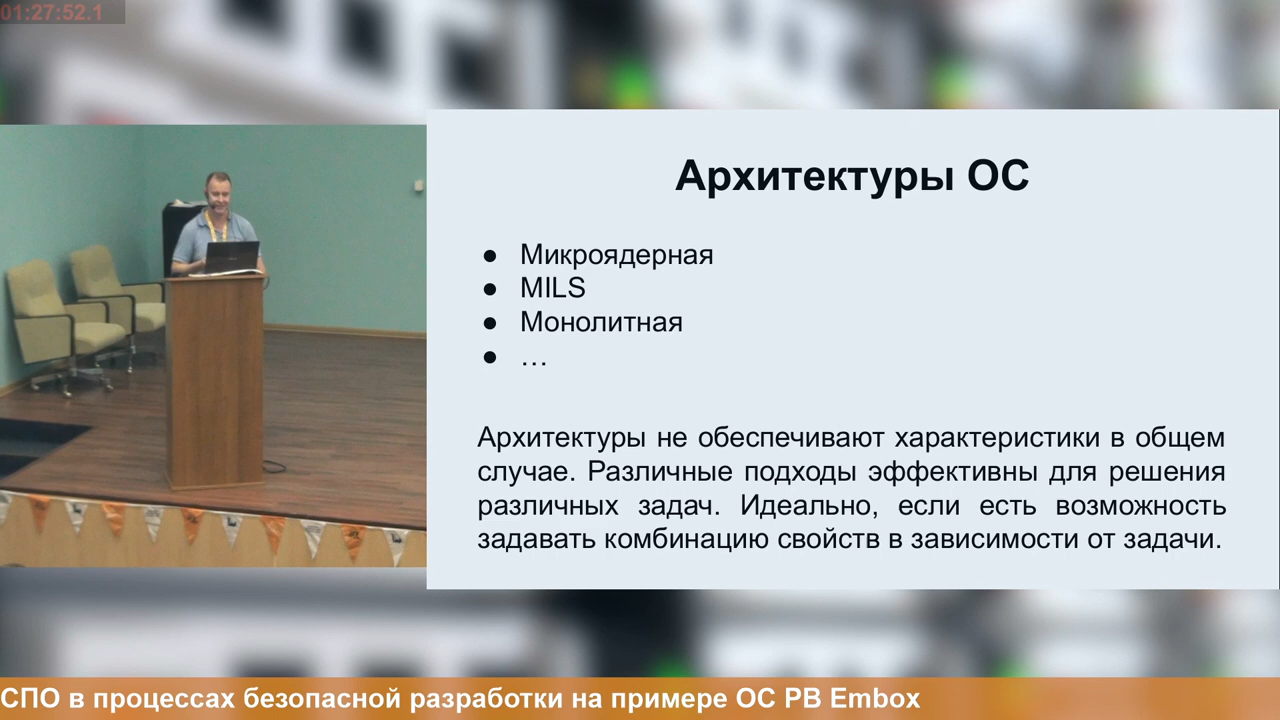 01:27:52.1
Архитектуры ОС
● Микроядерная
● MILS
● Монолитная
● …
Архитектуры не обеспечивают характеристики в общем
случае. Различные подходы эффективны для решения
различных задач. Идеально, если есть возможность
задавать комбинацию свойств в зависимости от задачи.
СПО в процессах безопасной разработки на примере ОС РВ Embox